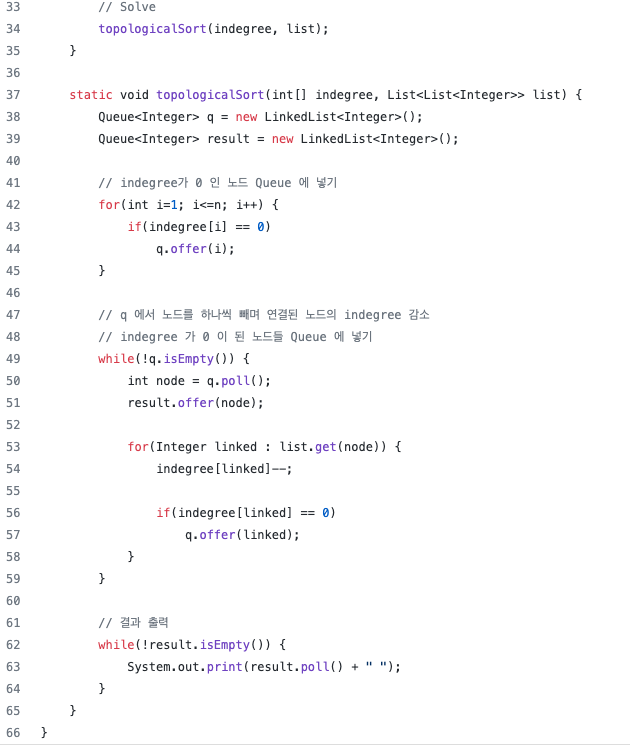 33 // Solve
34 topologicalSort(indegree, list);
35 }
36
37 static void topologicalSort(int[] indegree, List<List<Integer>> list) {
38 Queue<Integer> q = new LinkedList<Integer>();
39 Queue<Integer> result = new LinkedList<Integer>();
40
41 // indegree가 0 인 노드 Queue 에 넣기
42 for(int i=1; i<=n; i++) {
43 if(indegree[i] == 0)
44 q.offer(i);
45 }
46
47 // q 에서 노드를 하나씩 빼며 연결된 노드의 indegree 감소
48 // indegree 가 0 이 된 노드들 Queue 에 넣기
49 while(!q.isEmpty()) {
50 int node = q.poll();
51 result.offer(node);
52
53 for(Integer linked : list.get(node)) {
54 indegree[linked]--;
55
56 if(indegree[linked] == 0)
57 q.offer(linked);
58 }
59 }
60
61 // 결과 출력
62 while(!result.isEmpty()) {
63 System.out.print(result.poll() + " ");
64 }
65 }
66 }